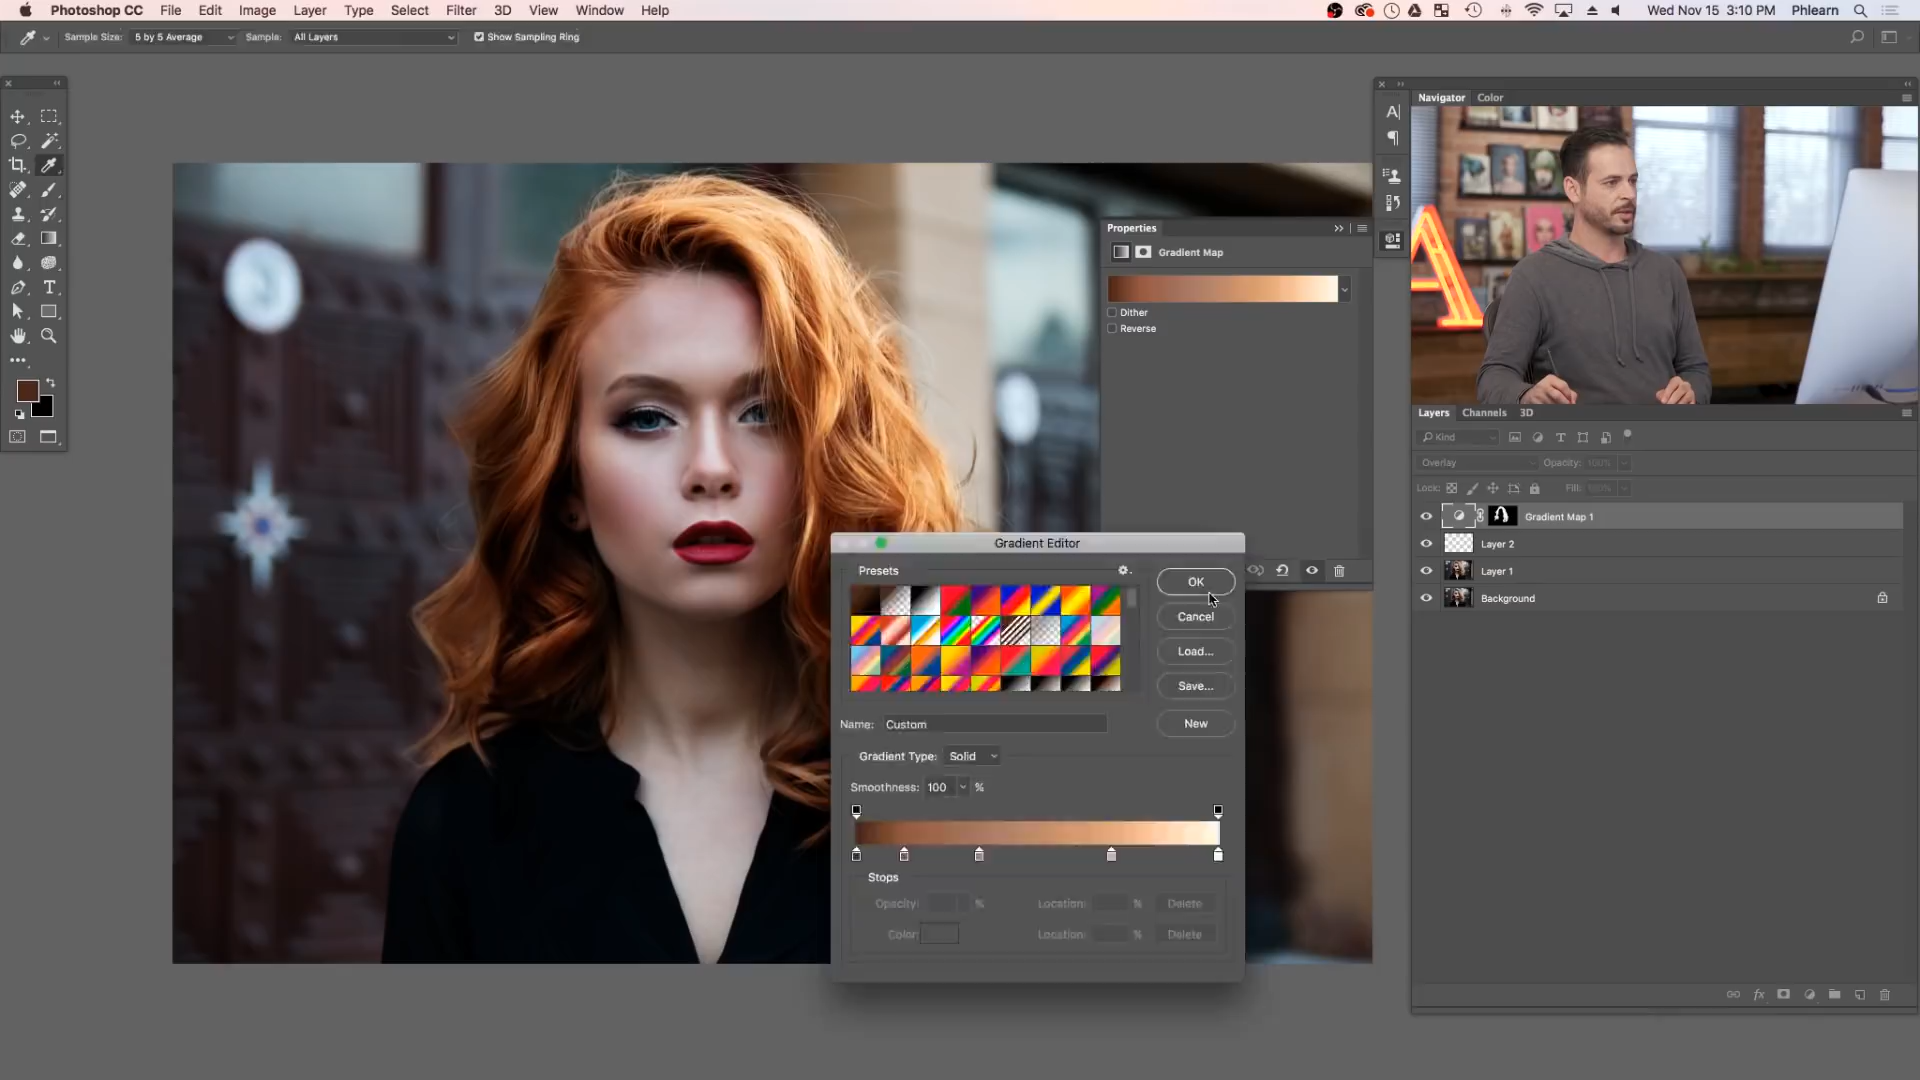 Photoshop CC File Edit Image Layer Type Select Filter 3D View Window Help
Wed Nov 15 3:10 PM Phlearn
Sample Size: 5 by 5 Average Sample: All Layers Show Sampling Ring
Navigator Color
Properties
Gradient Map
Dither
Reverse
Layers Channels 3D
Kind
Overlay Opacity: 100%
Lock: Fill: 100%
Gradient Map 1
Layer 2
Layer 1
Background
Gradient Editor
Presets
OK
Cancel
Load...
Save...
Name: Custom
New
Gradient Type: Solid
Smoothness: 100 %
Stops
Opacity: % Location: % Delete
Color: Location: % Delete